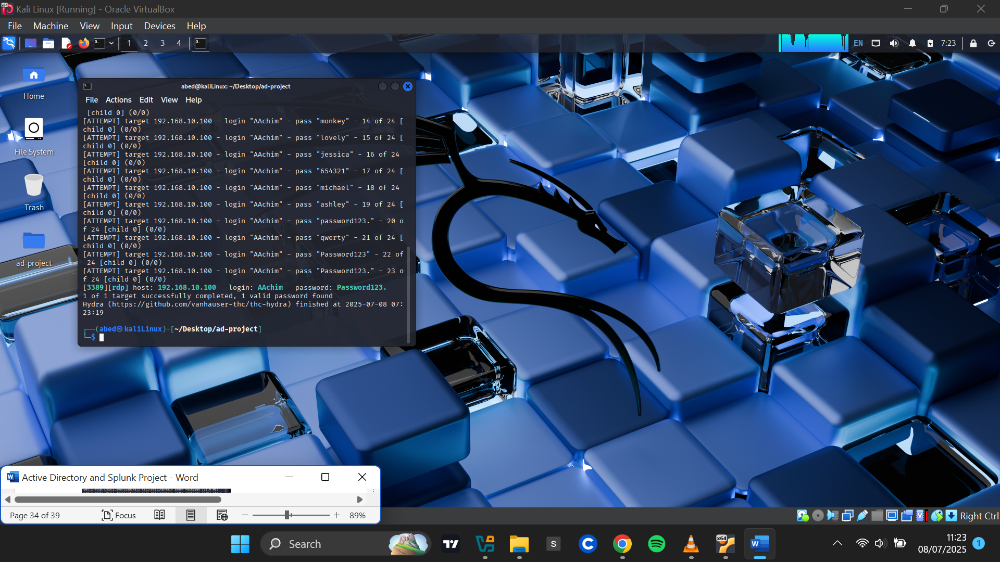 Kali Linux [Running] - Oracle VirtualBox
File Machine View Input Devices Help
1 2 3 4 EN 7:23
Home
File System
Trash
ad-project
abed@kaliLinux: ~/Desktop/ad-project
File Actions Edit View Help
[child 0] (0/0)
[ATTEMPT] target 192.168.10.100 - login "AAchim" - pass "monkey" - 14 of 24 [
child 0] (0/0)
[ATTEMPT] target 192.168.10.100 - login "AAchim" - pass "lovely" - 15 of 24 [
child 0] (0/0)
[ATTEMPT] target 192.168.10.100 - login "AAchim" - pass "jessica" - 16 of 24
[child 0] (0/0)
[ATTEMPT] target 192.168.10.100 - login "AAchim" - pass "654321" - 17 of 24 [
child 0] (0/0)
[ATTEMPT] target 192.168.10.100 - login "AAchim" - pass "michael" - 18 of 24
[child 0] (0/0)
[ATTEMPT] target 192.168.10.100 - login "AAchim" - pass "ashley" - 19 of 24 [
child 0] (0/0)
[ATTEMPT] target 192.168.10.100 - login "AAchim" - pass "password123." - 20 o
f 24 [child 0] (0/0)
[ATTEMPT] target 192.168.10.100 - login "AAchim" - pass "qwerty" - 21 of 24 [
child 0] (0/0)
[ATTEMPT] target 192.168.10.100 - login "AAchim" - pass "Password123" - 22 of
24 [child 0] (0/0)
[ATTEMPT] target 192.168.10.100 - login "AAchim" - pass "Password123." - 23 o
f 24 [child 0] (0/0)
[3389][rdp] host: 192.168.10.100 login: AAchim password: Password123.
1 of 1 target successfully completed, 1 valid password found
Hydra (https://github.com/vanhauser-thc/thc-hydra) finished at 2025-07-08 07:
23:19
(abed㉿kaliLinux)-[~/Desktop/ad-project]
$
Active Directory and Splunk Project - Word
Page 34 of 39 Focus 89%
Right Ctrl
Search
11:23
08/07/2025
1